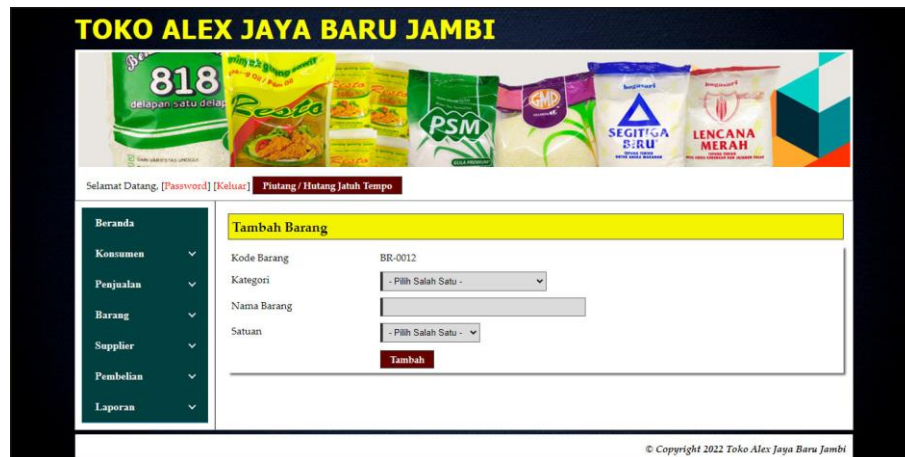 TOKO ALEX JAYA BARU JAMBI
818
delapan satu
Resto
PSM
GULA PREMIUM
GMP
Segitiga
Biru
LENCANA
MERAH
Selamat Datang, [Password] [Keluar] Piutang / Hutang Jatuh Tempo
Beranda
Konsumen
Penjualan
Barang
Supplier
Pembelian
Laporan
Tambah Barang
Kode Barang BR-0012
Kategori - Pilih Salah Satu -
Nama Barang
Satuan - Pilih Salah Satu -
Tambah
© Copyright 2022 Toko Alex Jaya Baru Jambi